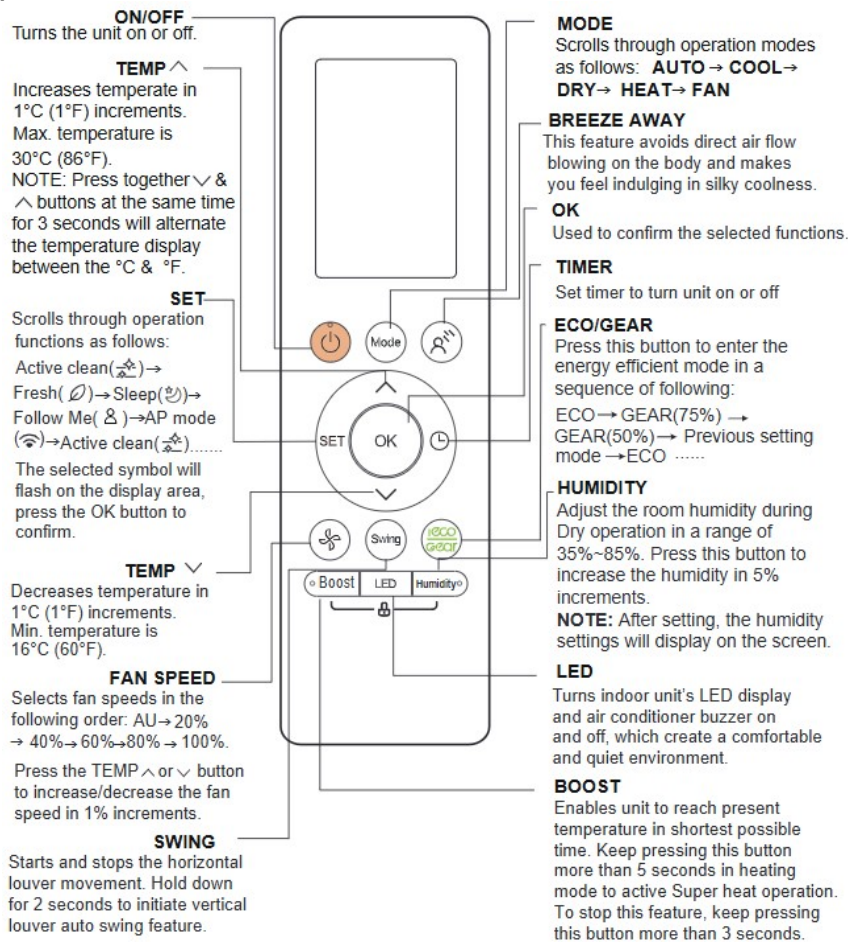 ON/OFF
Turns the unit on or off.
TEMP ∧
Increases temperate in
1°C (1°F) increments.
Max. temperature is
30°C (86°F).
NOTE: Press together ∨ &
∧ buttons at the same time
for 3 seconds will alternate
the temperature display
between the °C & °F.
SET
Scrolls through operation
functions as follows:
Active clean( )→
Fresh( )→Sleep( )→
Follow Me( )→AP mode
( )→Active clean( ).......
The selected symbol will
flash on the display area,
press the OK button to
confirm.
TEMP ∨
Decreases temperature in
1°C (1°F) increments.
Min. temperature is
16°C (60°F).
FAN SPEED
Selects fan speeds in the
following order: AU→20%
→ 40%→60%→80% → 100%.
Press the TEMP ∧ or ∨ button
to increase/decrease the fan
speed in 1% increments.
SWING
Starts and stops the horizontal
louver movement. Hold down
for 2 seconds to initiate vertical
louver auto swing feature.
Mode
SET
OK
Swing
ieco
Gear
Boost
LED
Humidity
MODE
Scrolls through operation modes
as follows: AUTO→ COOL→
DRY→ HEAT→ FAN
BREEZE AWAY
This feature avoids direct air flow
blowing on the body and makes
you feel indulging in silky coolness.
OK
Used to confirm the selected functions.
TIMER
Set timer to turn unit on or off
ECO/GEAR
Press this button to enter the
energy efficient mode in a
sequence of following:
ECO→ GEAR(75%) →
GEAR(50%)→ Previous setting
mode →ECO ......
HUMIDITY
Adjust the room humidity during
Dry operation in a range of
35%~85%. Press this button to
increase the humidity in 5%
increments.
NOTE: After setting, the humidity
settings will display on the screen.
LED
Turns indoor unit's LED display
and air conditioner buzzer on
and off, which create a comfortable
and quiet environment.
BOOST
Enables unit to reach present
temperature in shortest possible
time. Keep pressing this button
more than 5 seconds in heating
mode to active Super heat operation.
To stop this feature, keep pressing
this button more than 3 seconds.